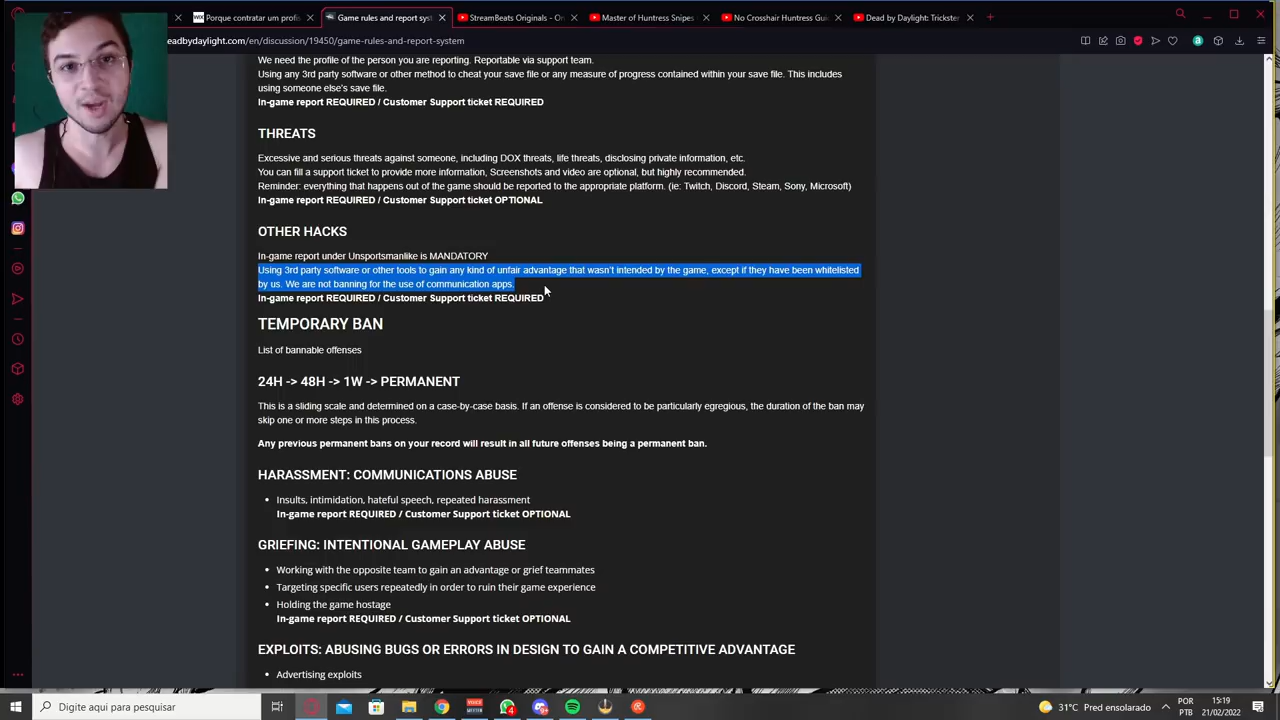 Porque contratar um profi
Game rules and report syst
StreamBeats Originals - On
Master of Huntress Snipes
No Crosshair Huntress Gui
Dead by Daylight: Trickster
eadbydaylight.com/en/discussion/19450/game-rules-and-report-system
We need the profile of the person you are reporting. Reportable via support team.
Using any 3rd party software or other method to cheat your save file or any measure of progress contained within your save file. This includes
using someone else's save file.
In-game report REQUIRED / Customer Support ticket REQUIRED
THREATS
Excessive and serious threats against someone, including DOX threats, life threats, disclosing private information, etc.
You can fill a support ticket to provide more information, Screenshots and video are optional, but highly recommended.
Reminder: everything that happens out of the game should be reported to the appropriate platform. (ie: Twitch, Discord, Steam, Sony, Microsoft)
In-game report REQUIRED / Customer Support ticket OPTIONAL
OTHER HACKS
In-game report under Unsportsmanlike is MANDATORY
Using 3rd party software or other tools to gain any kind of unfair advantage that wasn't intended by the game, except if they have been whitelisted
by us. We are not banning for the use of communication apps.
In-game report REQUIRED / Customer Support ticket REQUIRED
TEMPORARY BAN
List of bannable offenses
24H -> 48H -> 1W -> PERMANENT
This is a sliding scale and determined on a case-by-case basis. If an offense is considered to be particularly egregious, the duration of the ban may
skip one or more steps in this process.
Any previous permanent bans on your record will result in all future offenses being a permanent ban.
HARASSMENT: COMMUNICATIONS ABUSE
• Insults, intimidation, hateful speech, repeated harassment
In-game report REQUIRED / Customer Support ticket OPTIONAL
GRIEFING: INTENTIONAL GAMEPLAY ABUSE
• Working with the opposite team to gain an advantage or grief teammates
• Targeting specific users repeatedly in order to ruin their game experience
• Holding the game hostage
In-game report REQUIRED / Customer Support ticket OPTIONAL
EXPLOITS: ABUSING BUGS OR ERRORS IN DESIGN TO GAIN A COMPETITIVE ADVANTAGE
• Advertising exploits
Digite aqui para pesquisar
31°C Pred ensolarado
POR
PTB
15:19
21/02/2022